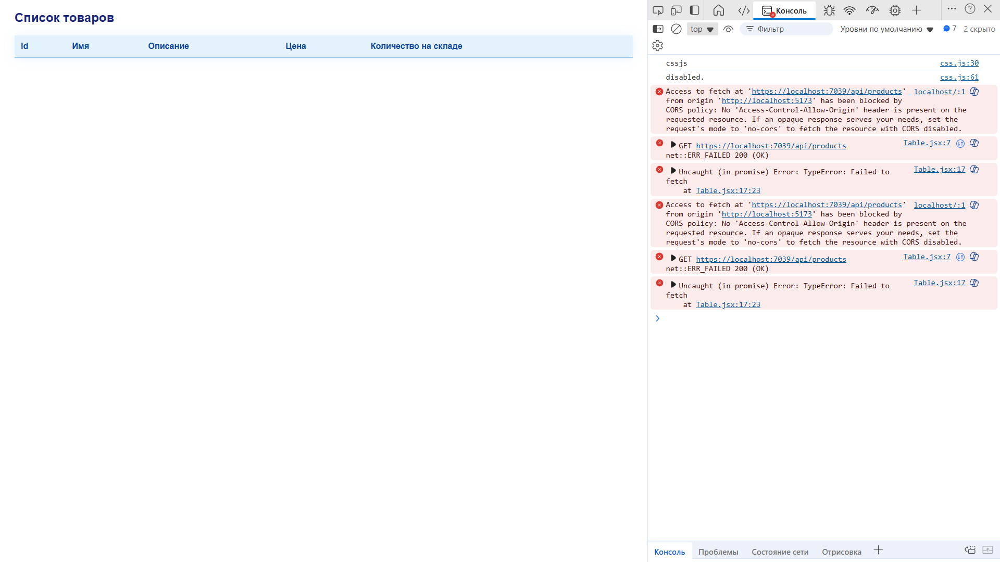 Список товаров
Id Имя Описание Цена Количество на складе
Консоль
top Фильтр Уровни по умолчанию 7 2 скрыто
cssjs css.js:30
disabled. css.js:61
Access to fetch at 'https://localhost:7039/api/products' localhost/:1
from origin 'http://localhost:5173' has been blocked by
CORS policy: No 'Access-Control-Allow-Origin' header is present on the
requested resource. If an opaque response serves your needs, set the
request's mode to 'no-cors' to fetch the resource with CORS disabled.
GET https://localhost:7039/api/products Table.jsx:7
net::ERR_FAILED 200 (OK)
Uncaught (in promise) Error: TypeError: Failed to Table.jsx:17
fetch
at Table.jsx:17:23
Access to fetch at 'https://localhost:7039/api/products' localhost/:1
from origin 'http://localhost:5173' has been blocked by
CORS policy: No 'Access-Control-Allow-Origin' header is present on the
requested resource. If an opaque response serves your needs, set the
request's mode to 'no-cors' to fetch the resource with CORS disabled.
GET https://localhost:7039/api/products Table.jsx:7
net::ERR_FAILED 200 (OK)
Uncaught (in promise) Error: TypeError: Failed to Table.jsx:17
fetch
at Table.jsx:17:23
Консоль Проблемы Состояние сети Отрисовка